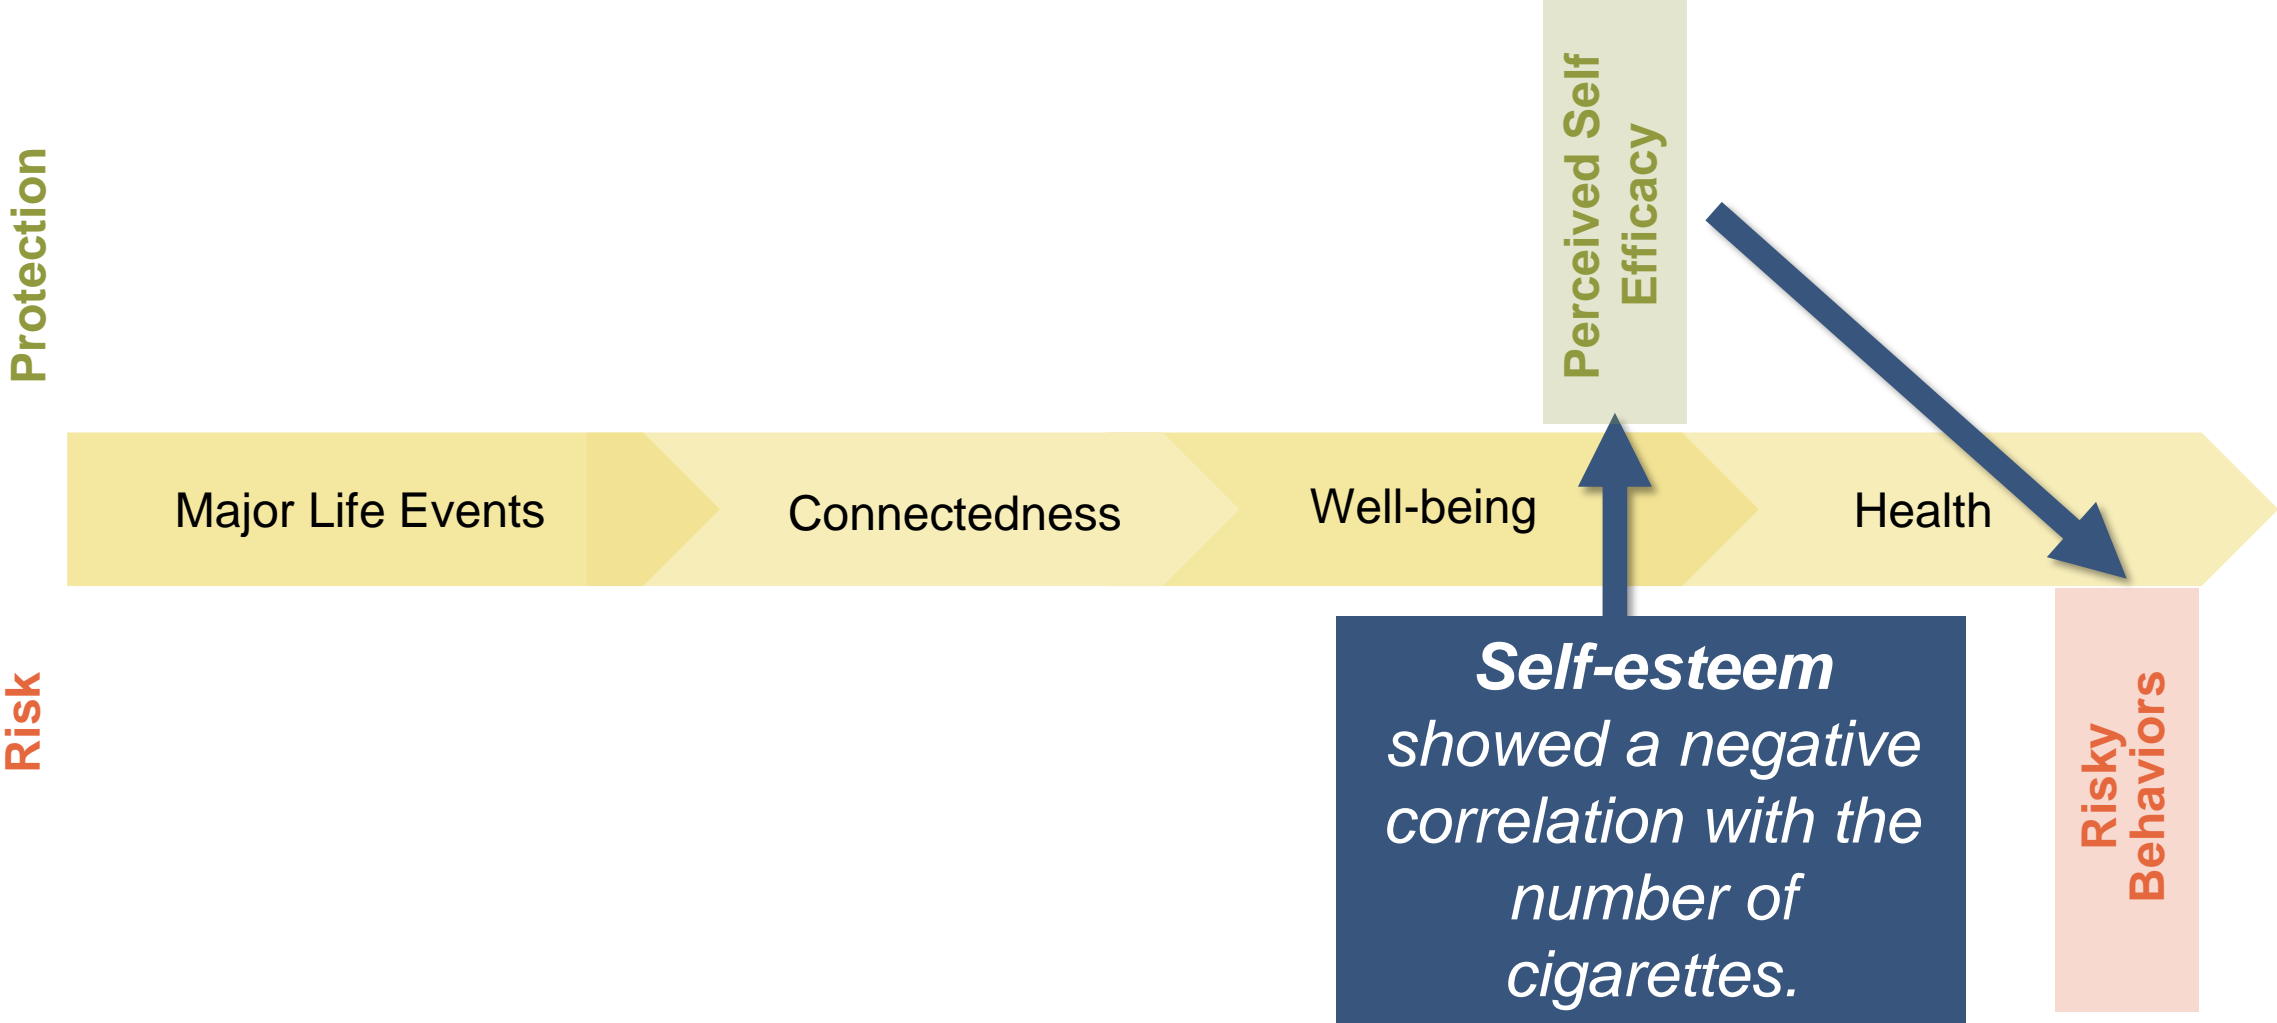 Protection
Perceived Self
Efficacy
Major Life Events
Connectedness
Well-being
Health
Risk
Self-esteem
showed a negative
correlation with the
number of
cigarettes.
Risky
Behaviors